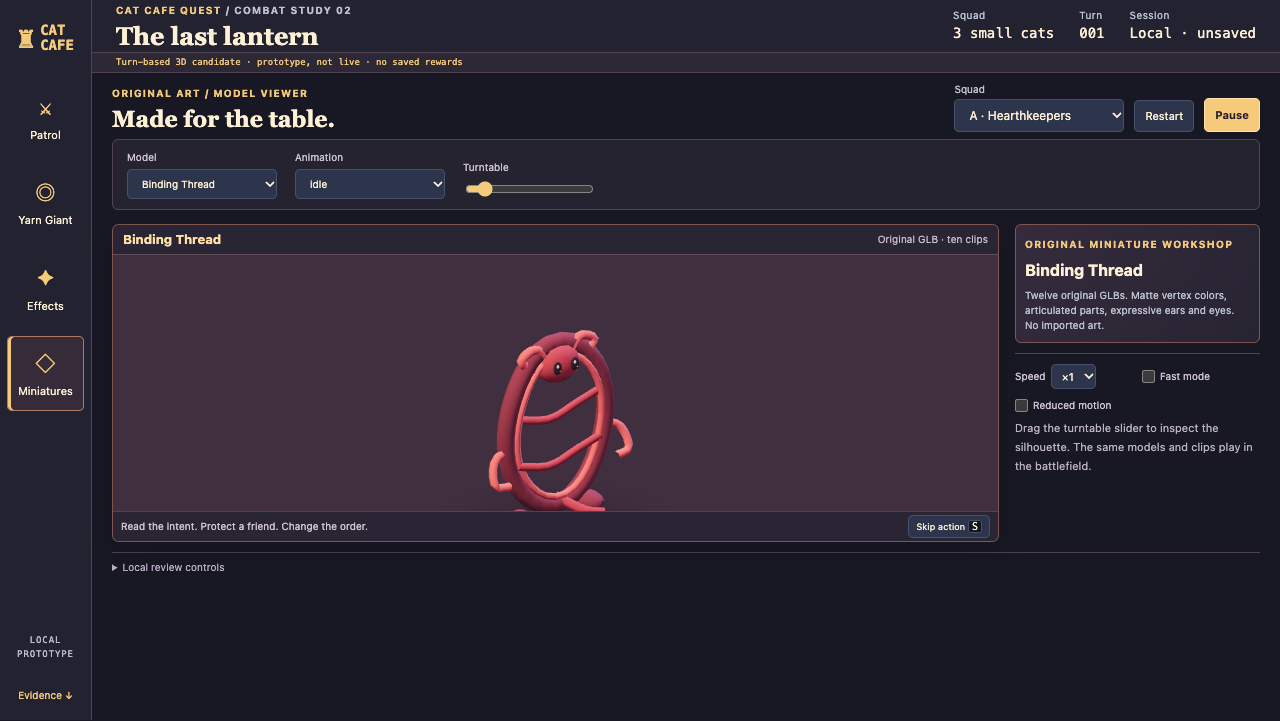 CAT
CAFE
Patrol
Yarn Giant
Effects
Miniatures
LOCAL
PROTOTYPE
Evidence ↓
CAT CAFE QUEST / COMBAT STUDY 02
The last lantern
Squad
3 small cats
Turn
001
Session
Local · unsaved
Turn-based 3D candidate · prototype, not live · no saved rewards
ORIGINAL ART / MODEL VIEWER
Made for the table.
Squad
A · Hearthkeepers
Restart
Pause
Model
Binding Thread
Animation
Idle
Turntable
Binding Thread
Original GLB · ten clips
Read the intent. Protect a friend. Change the order.
Skip action S
ORIGINAL MINIATURE WORKSHOP
Binding Thread
Twelve original GLBs. Matte vertex colors,
articulated parts, expressive ears and eyes.
No imported art.
Speed
×1
Fast mode
Reduced motion
Drag the turntable slider to inspect the
silhouette. The same models and clips play in
the battlefield.
Local review controls